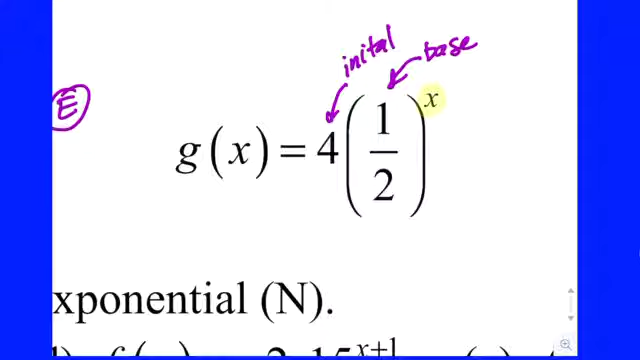 inital base
E
g(x) = 4(1/2)^x
xponential (N).